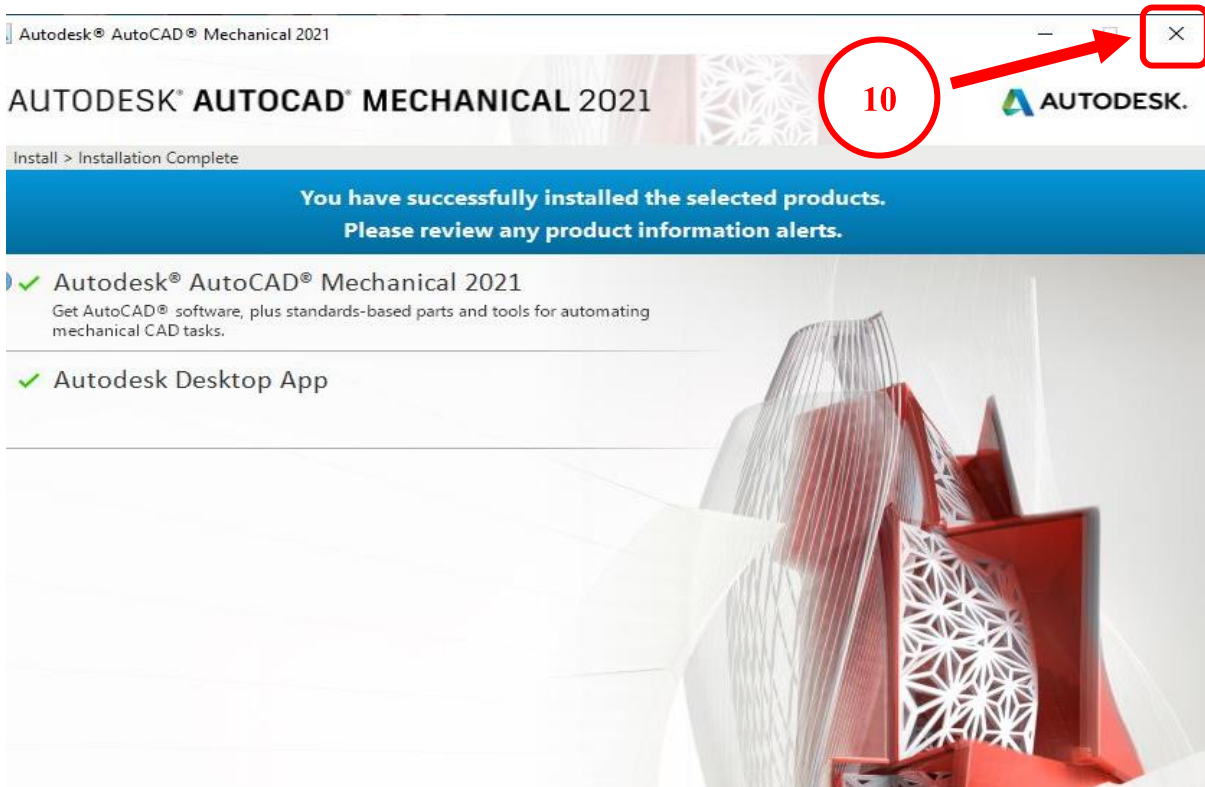 Autodesk® AutoCAD® Mechanical 2021
AUTODESK® AUTOCAD® MECHANICAL 2021
10
AUTODESK.
Install > Installation Complete
You have successfully installed the selected products.
Please review any product information alerts.
Autodesk® AutoCAD® Mechanical 2021
Get AutoCAD® software, plus standards-based parts and tools for automating
mechanical CAD tasks.
Autodesk Desktop App